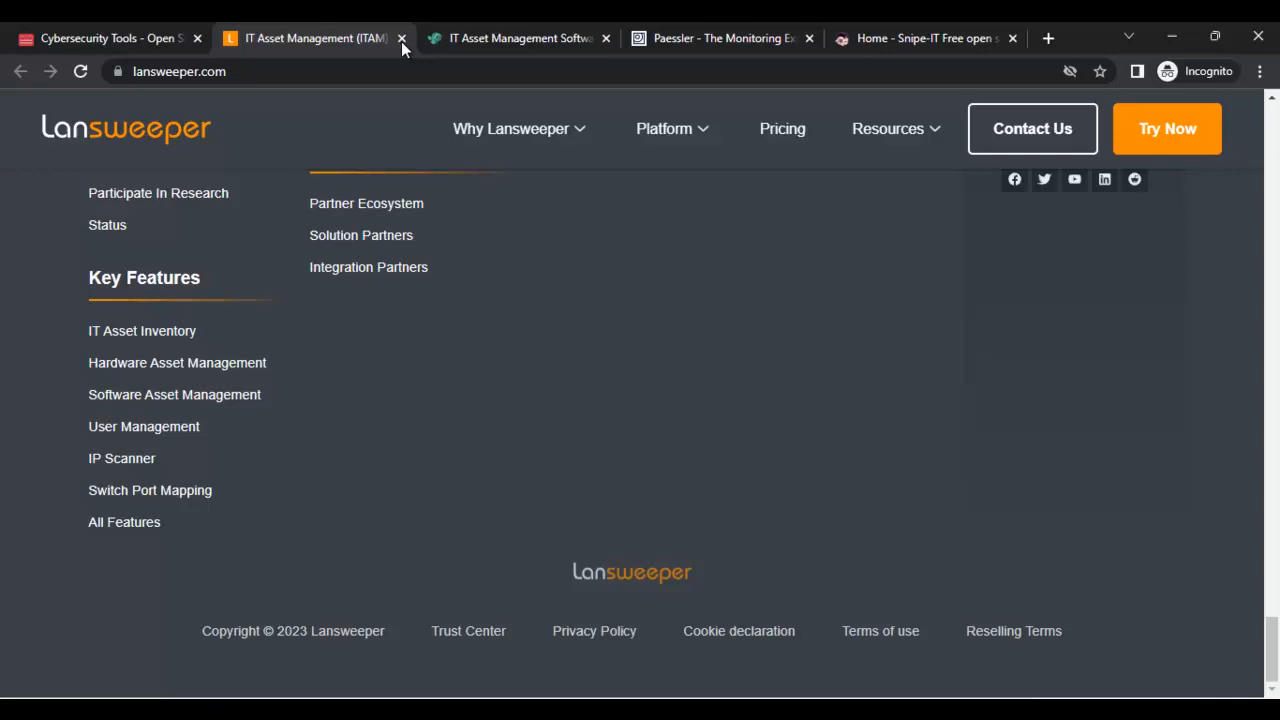 Cybersecurity Tools - Open S
IT Asset Management (ITAM)
IT Asset Management Softwa
Paessler - The Monitoring Ex
Home - Snipe-IT Free open s
lansweeper.com
Incognito
Lansweeper
Why Lansweeper
Platform
Pricing
Resources
Contact Us
Try Now
Participate In Research
Status
Partner Ecosystem
Solution Partners
Integration Partners
Key Features
IT Asset Inventory
Hardware Asset Management
Software Asset Management
User Management
IP Scanner
Switch Port Mapping
All Features
Lansweeper
Copyright © 2023 Lansweeper
Trust Center
Privacy Policy
Cookie declaration
Terms of use
Reselling Terms